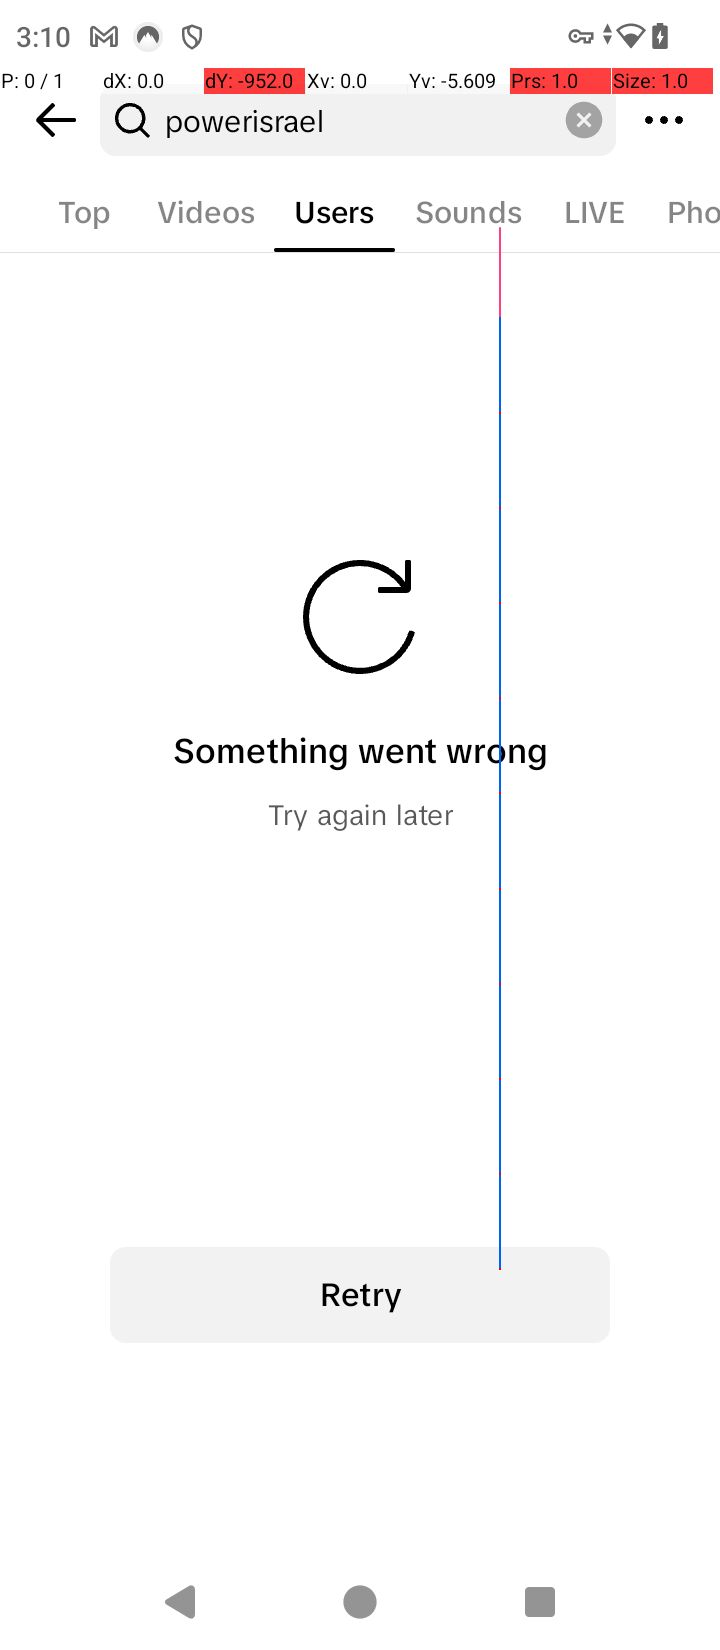 3:10
P: 0 / 1 dX: 0.0 dY: -952.0 Xv: 0.0 Yv: -5.609 Prs: 1.0 Size: 1.0
powerisrael
Top Videos Users Sounds LIVE Pho
Something went wrong
Try again later
Retry